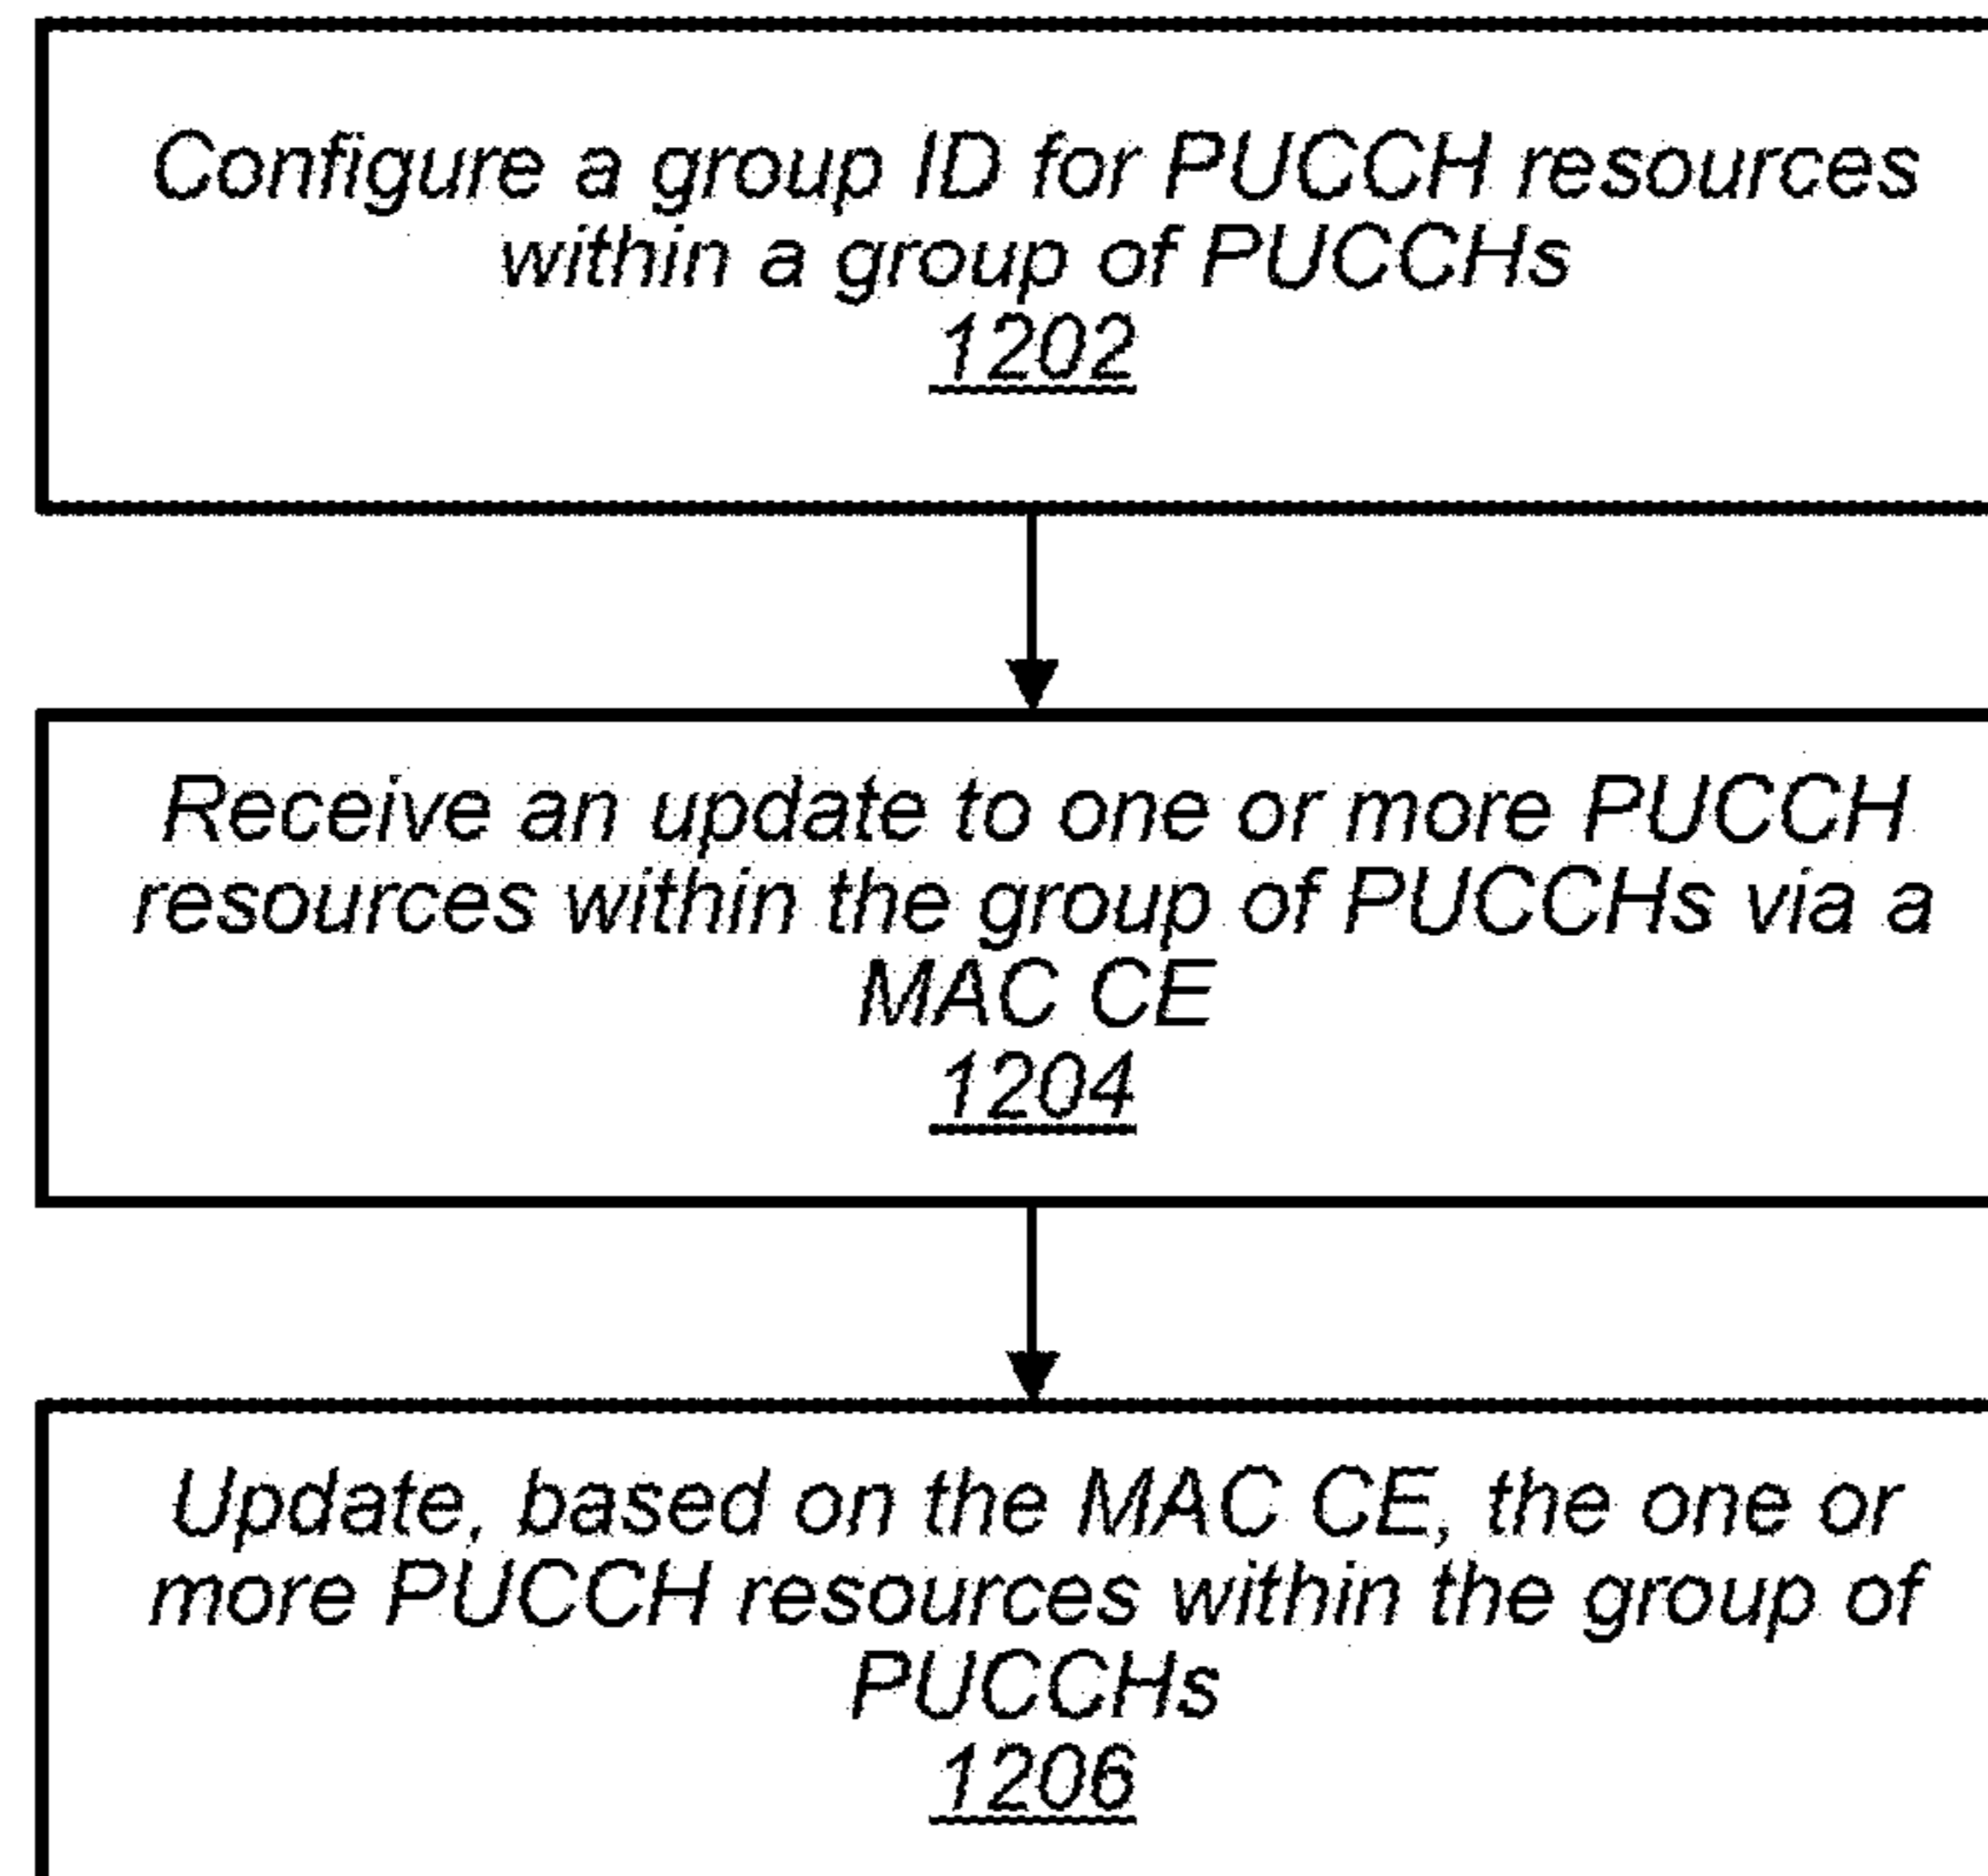 Configure a group ID for PUCCH resources
within a group of PUCCHs
1202
Receive an update to one or more PUCCH
resources within the group of PUCCHs via a
MAC CE
1204
Update, based on the MAC CE, the one or
more PUCCH resources within the group of
PUCCHs
1206